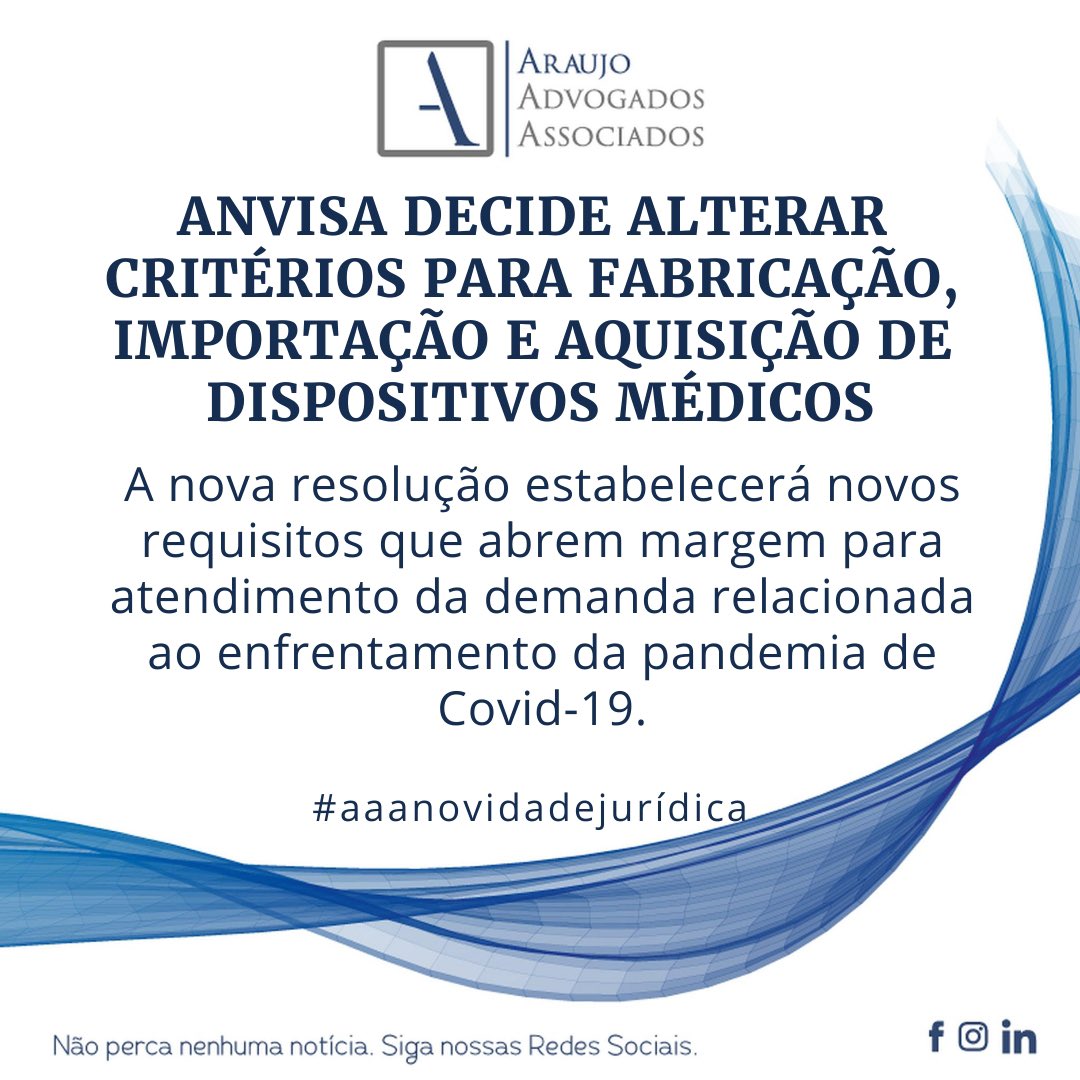 A
ARAUJO
ADVOGADOS
ASSOCIADOS
ANVISA DECIDE ALTERAR
CRITÉRIOS PARA FABRICAÇÃO,
IMPORTAÇÃO E AQUISIÇÃO DE
DISPOSITIVOS MÉDICOS
A nova resolução estabelecerá novos
requisitos que abrem margem para
atendimento da demanda relacionada
ao enfrentamento da pandemia de
Covid-19.
#aaanovidadejurídica
Não perca nenhuma notícia. Siga nossas Redes Sociais.